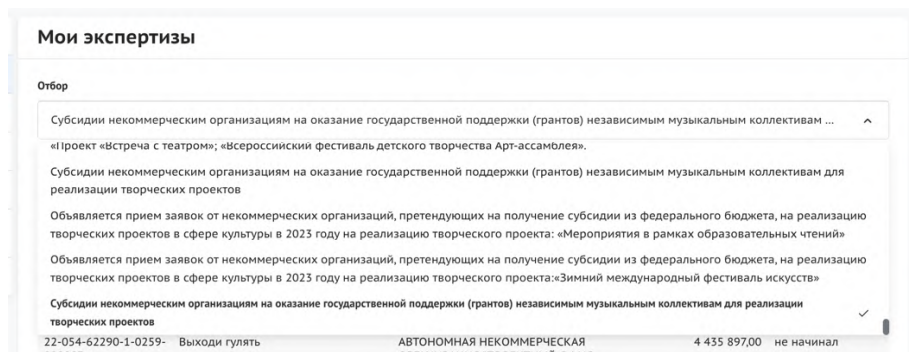 Мои экспертизы
Отбор
Субсидии некоммерческим организациям на оказание государственной поддержки (грантов) независимым музыкальным коллективам ...
«Проект «Встреча с театром»; «Всероссийский фестиваль детского творчества Арт-ассамблея».
Субсидии некоммерческим организациям на оказание государственной поддержки (грантов) независимым музыкальным коллективам для
реализации творческих проектов
Объявляется прием заявок от некоммерческих организаций, претендующих на получение субсидии из федерального бюджета, на реализацию
творческих проектов в сфере культуры в 2023 году на реализацию творческого проекта: «Мероприятия в рамках образовательных чтений»
Объявляется прием заявок от некоммерческих организаций, претендующих на получение субсидии из федерального бюджета, на реализацию
творческих проектов в сфере культуры в 2023 году на реализацию творческого проекта:«Зимний международный фестиваль искусств»
Субсидии некоммерческим организациям на оказание государственной поддержки (грантов) независимым музыкальным коллективам для реализации
творческих проектов
22-054-62290-1-0259- Выходи гулять АВТОНОМНАЯ НЕКОММЕРЧЕСКАЯ 4 435 897,00 не начинал